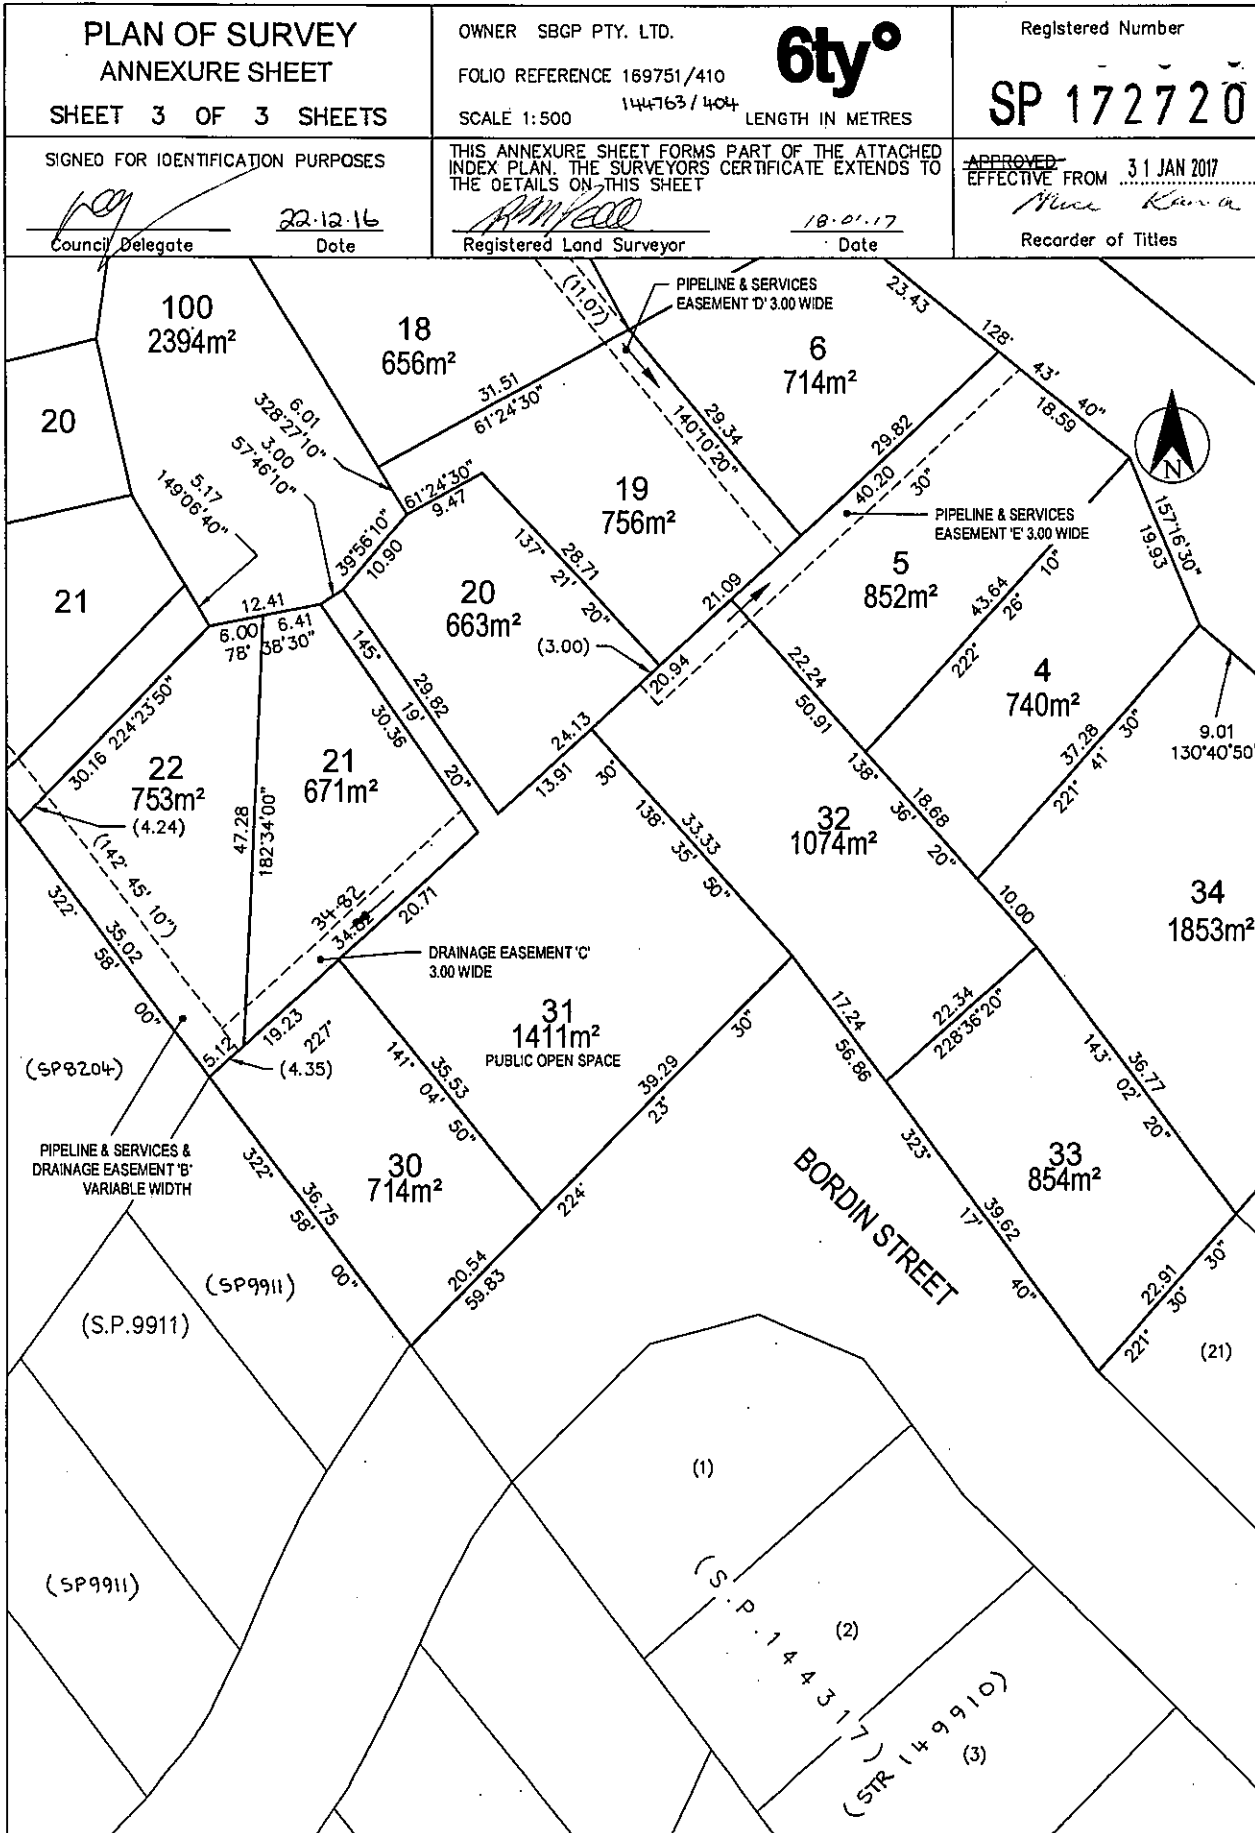 PLAN OF SURVEY
ANNEXURE SHEET
SHEET 3 OF 3 SHEETS
OWNER SBGP PTY. LTD.
FOLIO REFERENCE 169751/410
144763/404
SCALE 1:500
LENGTH IN METRES
6ty°
Registered Number
SP 172720
SIGNED FOR IDENTIFICATION PURPOSES
22·12·16
Council Delegate
Date
THIS ANNEXURE SHEET FORMS PART OF THE ATTACHED
INDEX PLAN. THE SURVEYORS CERTIFICATE EXTENDS TO
THE DETAILS ON THIS SHEET
18·01·17
Registered Land Surveyor
Date
APPROVED
EFFECTIVE FROM 31 JAN 2017
Recorder of Titles
100
2394m²
18
656m²
(11.07)
PIPELINE & SERVICES
EASEMENT 'D' 3.00 WIDE
6
714m²
23.43
128°
43'
40"
18.59
20
31.51
61°24'30"
6.01
328°27'10"
3.00
57°46'10"
29.34
140°10'20"
29.82
40.20
30"
N
5.17
149°06'40"
61°24'30"
9.47
19
756m²
PIPELINE & SERVICES
EASEMENT 'E' 3.00 WIDE
157°16'30"
19.93
39°56'10"
10.90
28.71
137°
21'
20"
5
852m²
43.64
10"
26'
222°
21
12.41
6.00
6.41
78°
38'30"
20
663m²
21.09
(3.00)
20.94
145°
19'
20"
29.82
30.36
22.24
50.91
138°
36'
20"
18.68
4
740m²
37.28
30"
41'
221°
9.01
130°40'50"
30.16 224°23'50"
22
753m²
(4.24)
21
671m²
47.28
182°34'00"
24.13
13.91
30"
138°
35'
50"
33.33
32
1074m²
10.00
34
1853m²
(142° 45' 10")
322°
58'
00"
35.02
34.82
34.82
20.71
DRAINAGE EASEMENT 'C'
3.00 WIDE
31
1411m²
PUBLIC OPEN SPACE
17.24
56.86
22.34
228°36'20"
5.12
19.23
227°
(4.35)
(SP8204)
141°
04'
50"
35.53
39.29
30"
23'
224°
143°
02'
20"
36.77
PIPELINE & SERVICES &
DRAINAGE EASEMENT 'B'
VARIABLE WIDTH
322°
58'
00"
36.75
30
714m²
BORDIN STREET
323°
17'
40"
39.62
33
854m²
20.54
59.83
22.91
221°
30'
30"
(SP9911)
(S.P.9911)
(21)
(1)
(SP9911)
(S.P.144317)
(2)
(STR 149910)
(3)